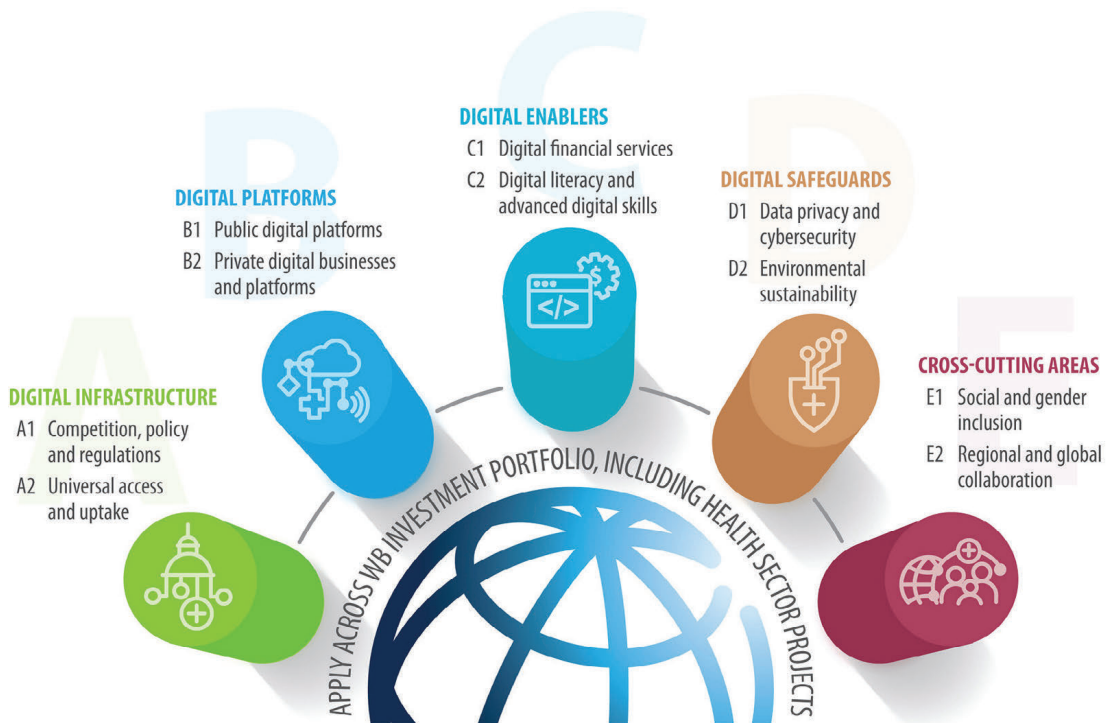 A
DIGITAL INFRASTRUCTURE
A1 Competition, policy
and regulations
A2 Universal access
and uptake
B
DIGITAL PLATFORMS
B1 Public digital platforms
B2 Private digital businesses
and platforms
C
DIGITAL ENABLERS
C1 Digital financial services
C2 Digital literacy and
advanced digital skills
</>
$
D
DIGITAL SAFEGUARDS
D1 Data privacy and
cybersecurity
D2 Environmental
sustainability
E
CROSS-CUTTING AREAS
E1 Social and gender
inclusion
E2 Regional and global
collaboration
APPLY ACROSS WB INVESTMENT PORTFOLIO, INCLUDING HEALTH SECTOR PROJECTS